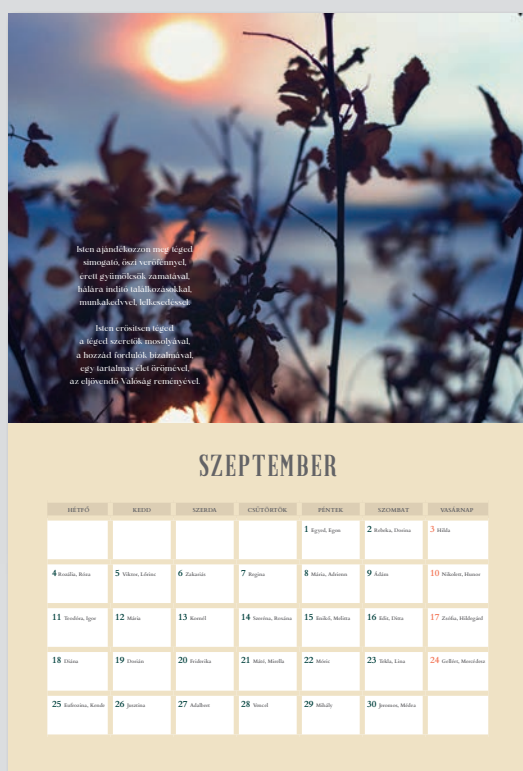 Isten ajándékozzon meg téged
simogató, őszi verőfénnyel,
érett gyümölcsök zamatával,
hálára indító találkozásokkal,
munkakedvvel, lelkesedéssel.
Isten erősítsen téged
a téged szeretők mosolyával,
a hozzád fordulók bizalmával,
egy tartalmas élet örömével,
az eljövendő Valóság reményével.
SZEPTEMBER
HÉTFŐ KEDD SZERDA CSÜTÖRTÖK PÉNTEK SZOMBAT VASÁRNAP
1 Egyed, Egon 2 Rebeka, Dorina 3 Hilda
4 Rozália, Róza 5 Viktor, Lőrinc 6 Zakariás 7 Regina 8 Mária, Adrienn 9 Ádám 10 Nikolett, Hunor
11 Teodóra, Igor 12 Mária 13 Kornél 14 Szeréna, Roxána 15 Enikő, Melitta 16 Edit, Ditta 17 Zsófia, Hildegárd
18 Diána 19 Dorián 20 Friderika 21 Máté, Mirella 22 Móric 23 Tekla, Lina 24 Gellért, Mercédesz
25 Eufrozina, Kende 26 Jusztina 27 Adalbert 28 Vencel 29 Mihály 30 Jeromos, Médea